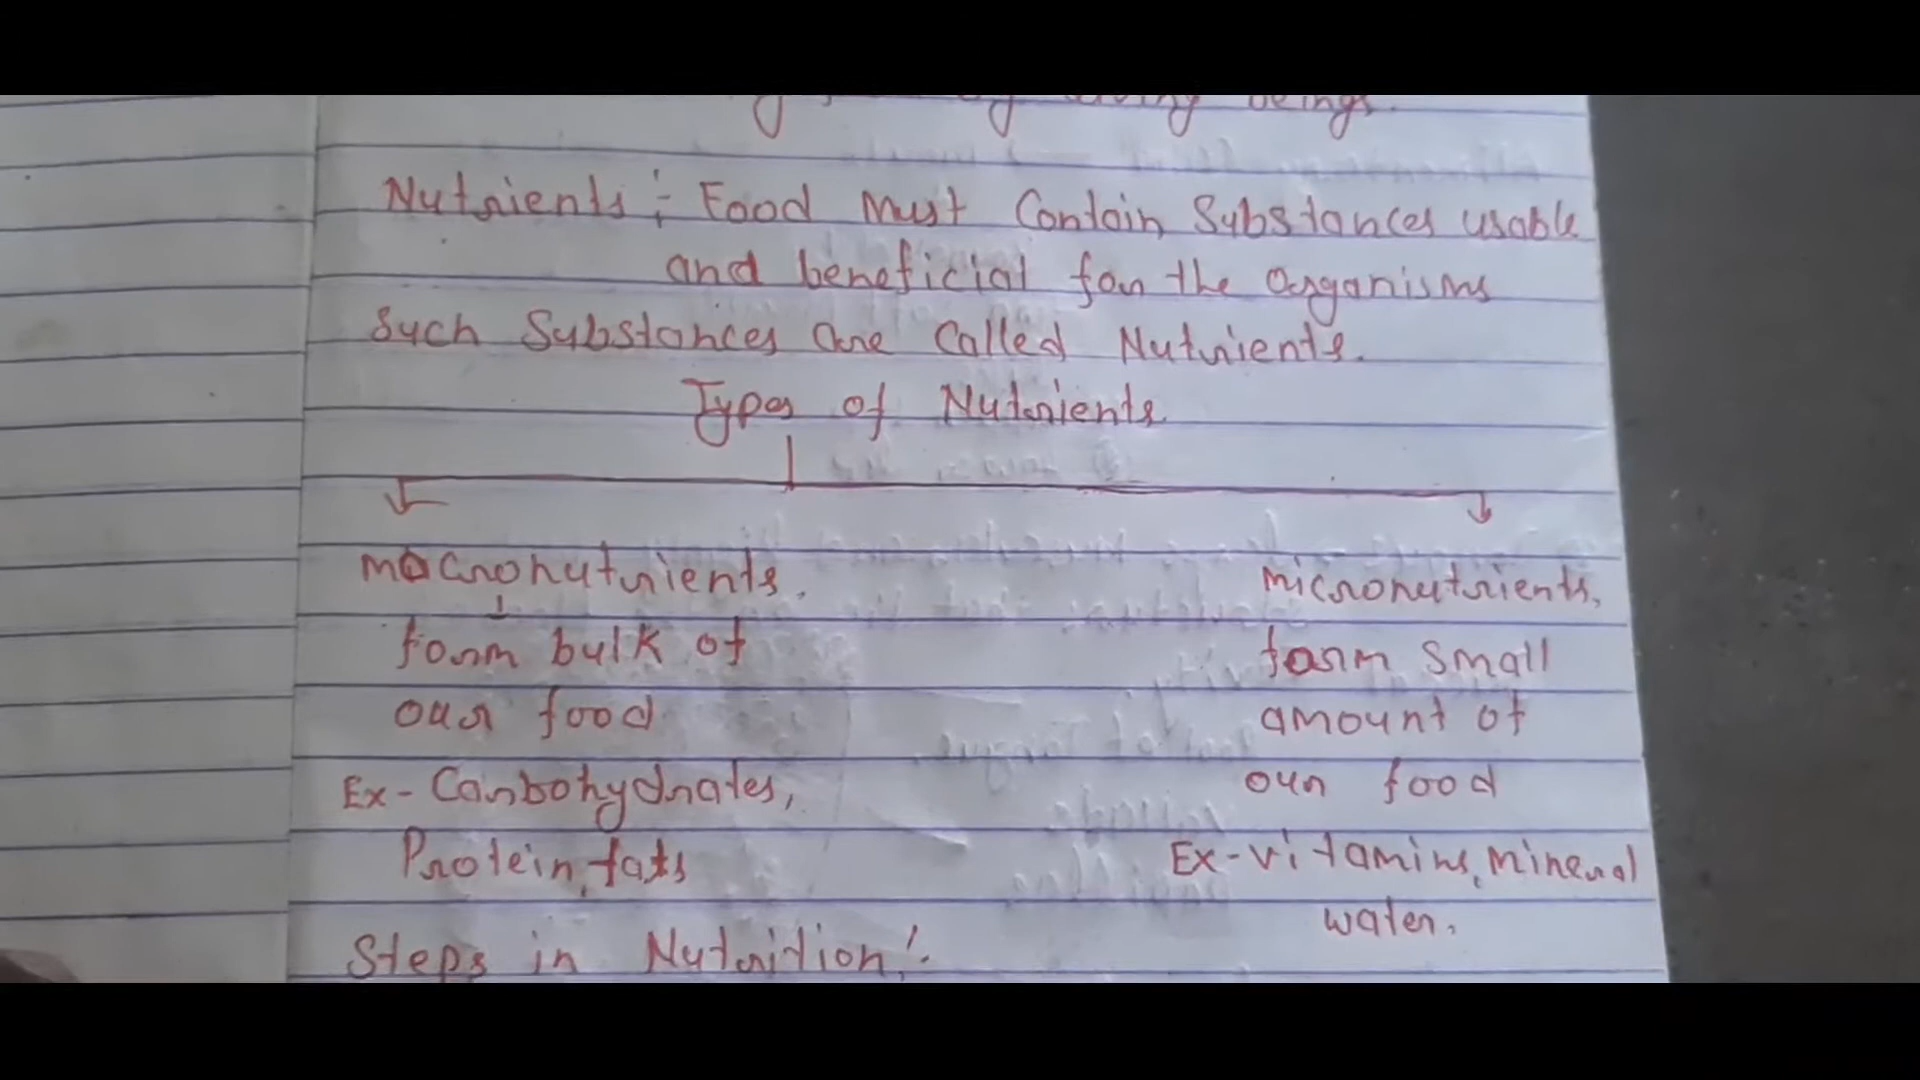 beings.
Nutrients :- Food Must Contain Substances usable
and beneficial for the Organisms
Such Substances are Called Nutrients.
Types of Nutrients
macronutrients,
form bulk of
our food
Ex- Carbohydrates,
Protein, fats
micronutrients,
form small
amount of
our food
Ex- vitamins, mineral
water.
Steps in Nutrition :-